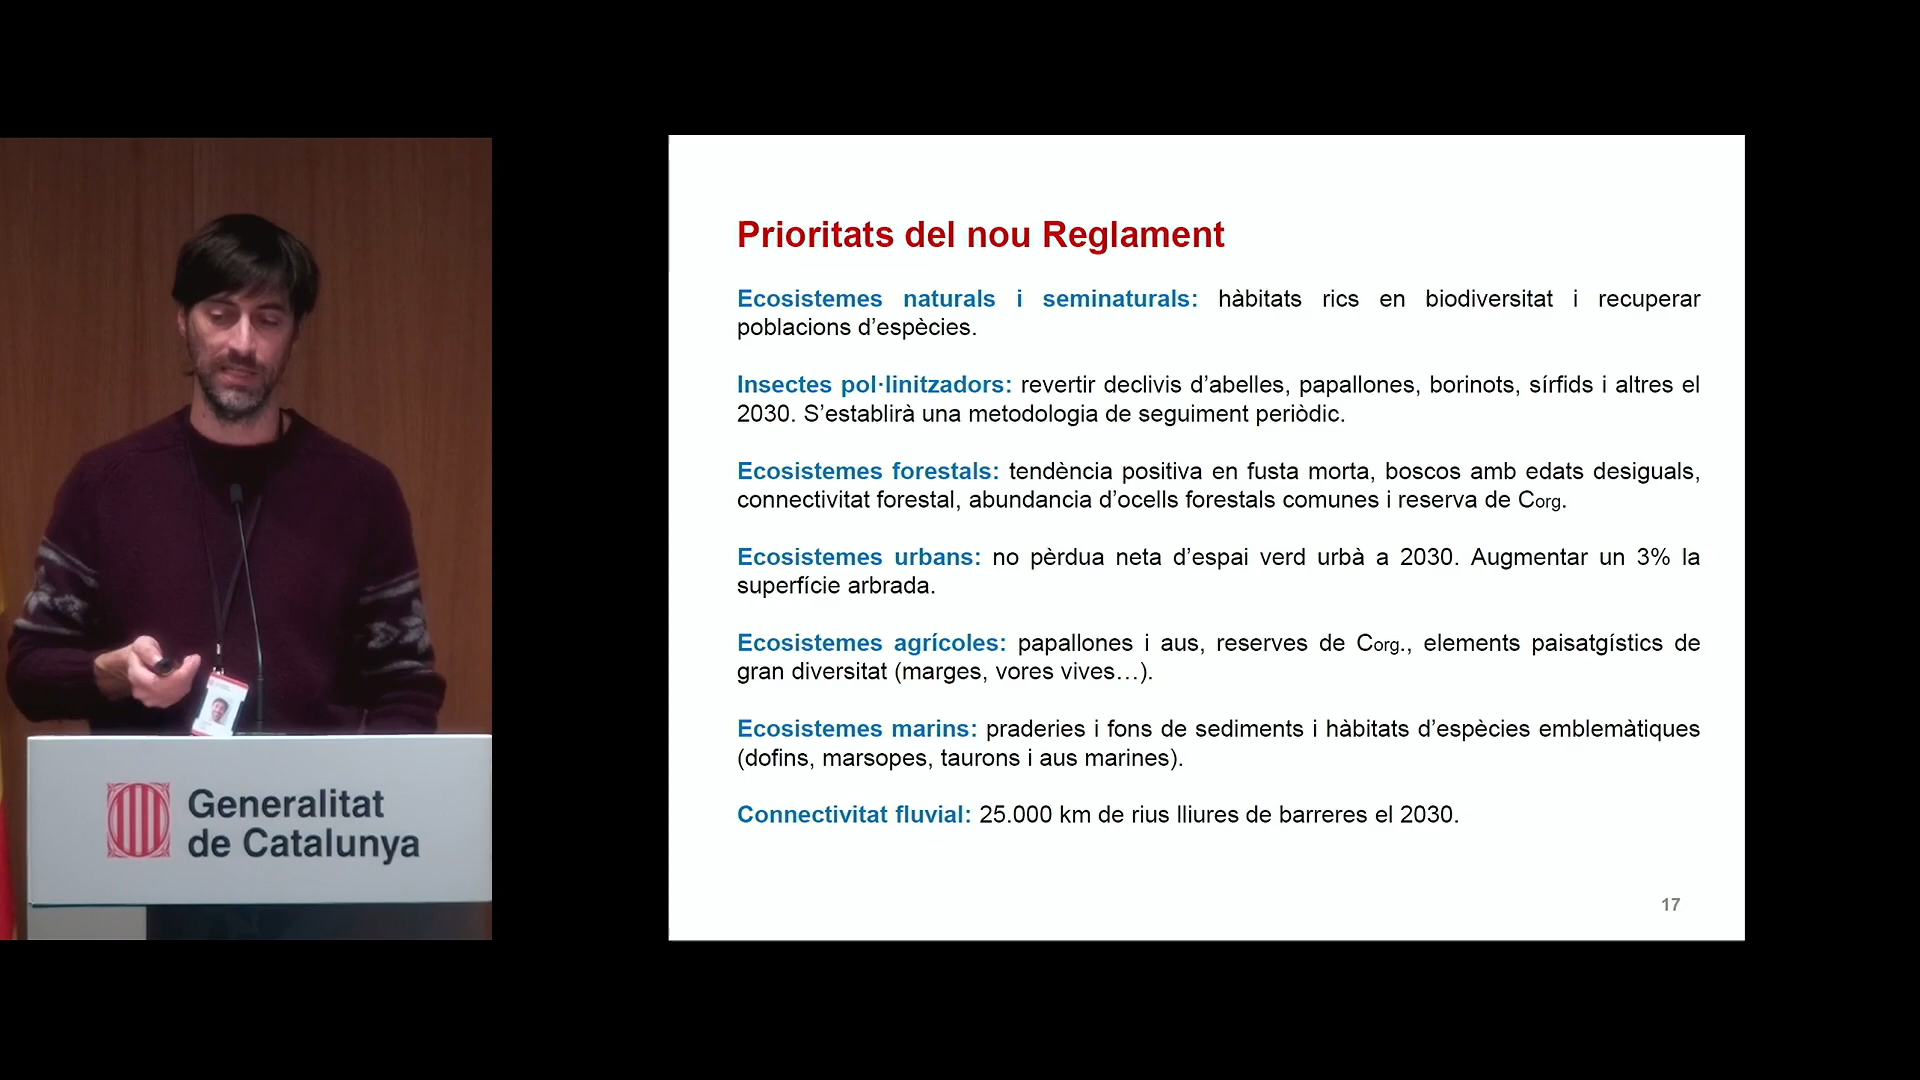 Generalitat
de Catalunya
Prioritats del nou Reglament
Ecosistemes naturals i seminaturals: hàbitats rics en biodiversitat i recuperar
poblacions d’espècies.
Insectes pol·linitzadors: revertir declivis d’abelles, papallones, borinots, sírfids i altres el
2030. S’establirà una metodologia de seguiment periòdic.
Ecosistemes forestals: tendència positiva en fusta morta, boscos amb edats desiguals,
connectivitat forestal, abundancia d’ocells forestals comunes i reserva de Corg.
Ecosistemes urbans: no pèrdua neta d’espai verd urbà a 2030. Augmentar un 3% la
superfície arbrada.
Ecosistemes agrícoles: papallones i aus, reserves de Corg., elements paisatgístics de
gran diversitat (marges, vores vives…).
Ecosistemes marins: praderies i fons de sediments i hàbitats d’espècies emblemàtiques
(dofins, marsopes, taurons i aus marines).
Connectivitat fluvial: 25.000 km de rius lliures de barreres el 2030.
17